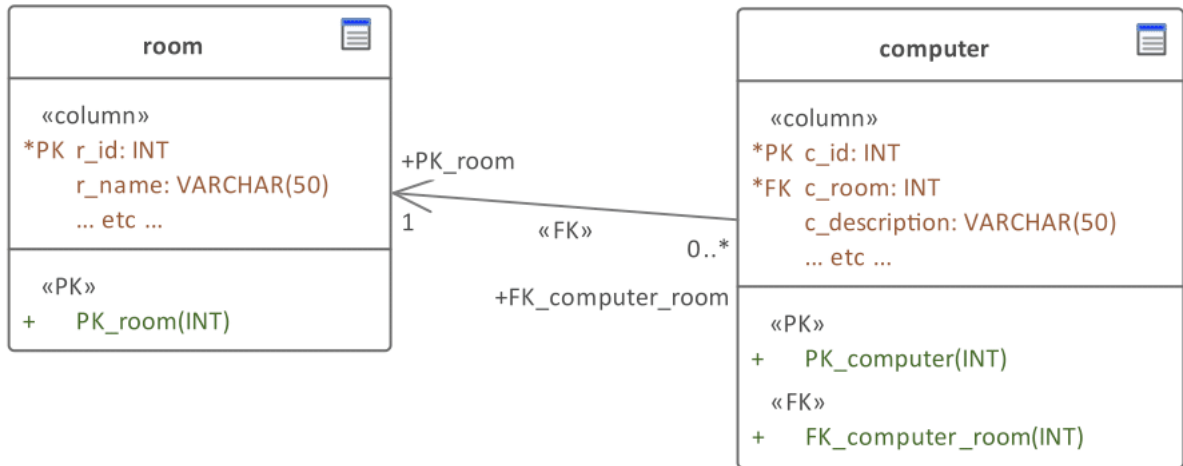 room
«column»
*PK r_id: INT
r_name: VARCHAR(50)
... etc ...
«PK»
+ PK_room(INT)
+PK_room
1
«FK»
0..*
+FK_computer_room
computer
«column»
*PK c_id: INT
*FK c_room: INT
c_description: VARCHAR(50)
... etc ...
«PK»
+ PK_computer(INT)
«FK»
+ FK_computer_room(INT)